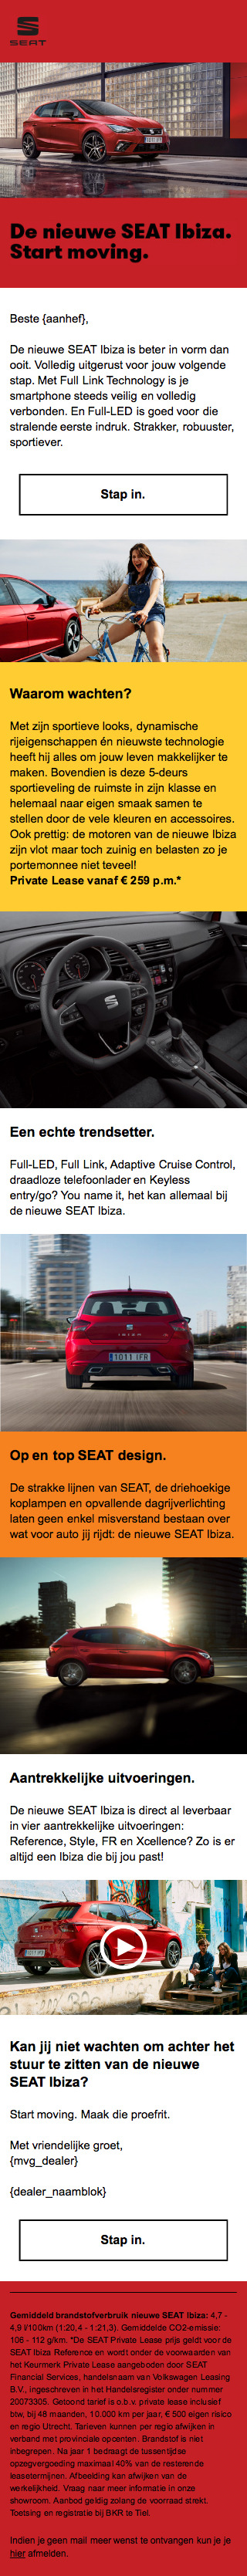 SEAT
De nieuwe SEAT Ibiza.
Start moving.
Beste {aanhef},
De nieuwe SEAT Ibiza is beter in vorm dan
ooit. Volledig uitgerust voor jouw volgende
stap. Met Full Link Technology is je
smartphone steeds veilig en volledig
verbonden. En Full-LED is goed voor die
stralende eerste indruk. Strakker, robuuster,
sportiever.
Stap in.
Waarom wachten?
Met zijn sportieve looks, dynamische
rijeigenschappen én nieuwste technologie
heeft hij alles om jouw leven makkelijker te
maken. Bovendien is deze 5-deurs
sportieveling de ruimste in zijn klasse en
helemaal naar eigen smaak samen te
stellen door de vele kleuren en accessoires.
Ook prettig: de motoren van de nieuwe Ibiza
zijn vlot maar toch zuinig en belasten zo je
portemonnee niet teveel!
Private Lease vanaf € 259 p.m.*
Een echte trendsetter.
Full-LED, Full Link, Adaptive Cruise Control,
draadloze telefoonlader en Keyless
entry/go? You name it, het kan allemaal bij
de nieuwe SEAT Ibiza.
IBIZA
1011 IFR
Op en top SEAT design.
De strakke lijnen van SEAT, de driehoekige
koplampen en opvallende dagrijverlichting
laten geen enkel misverstand bestaan over
wat voor auto jij rijdt: de nieuwe SEAT Ibiza.
Aantrekkelijke uitvoeringen.
De nieuwe SEAT Ibiza is direct al leverbaar
in vier aantrekkelijke uitvoeringen:
Reference, Style, FR en Xcellence? Zo is er
altijd een Ibiza die bij jou past!
Kan jij niet wachten om achter het
stuur te zitten van de nieuwe
SEAT Ibiza?
Start moving. Maak die proefrit.
Met vriendelijke groet,
{mvg_dealer}
{dealer_naamblok}
Stap in.
Gemiddeld brandstofverbruik nieuwe SEAT Ibiza: 4,7 -
4,9 l/100km (1:20,4 - 1:21,3). Gemiddelde CO2-emissie:
106 - 112 g/km. *De SEAT Private Lease prijs geldt voor de
SEAT Ibiza Reference en wordt onder de voorwaarden van
het Keurmerk Private Lease aangeboden door SEAT
Financial Services, handelsnaam van Volkswagen Leasing
B.V., ingeschreven in het Handelsregister onder nummer
20073305. Getoond tarief is o.b.v. private lease inclusief
btw, bij 48 maanden, 10.000 km per jaar, € 500 eigen risico
en regio Utrecht. Tarieven kunnen per regio afwijken in
verband met provinciale opcenten. Brandstof is niet
inbegrepen. Na jaar 1 bedraagt de tussentijdse
opzegvergoeding maximaal 40% van de resterende
leasetermijnen. Afbeelding kan afwijken van de
werkelijkheid. Vraag naar meer informatie in onze
showroom. Aanbod geldig zolang de voorraad strekt.
Toetsing en registratie bij BKR te Tiel.
Indien je geen mail meer wenst te ontvangen kun je je
hier afmelden.